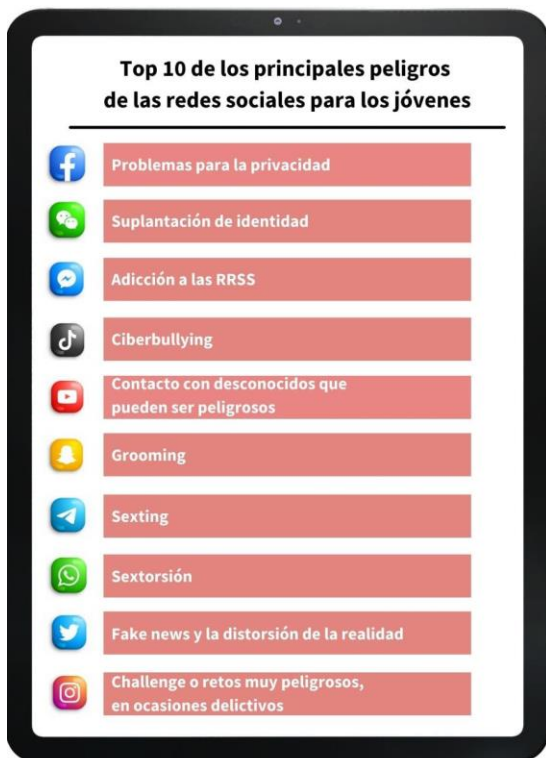 Top 10 de los principales peligros
de las redes sociales para los jóvenes
Problemas para la privacidad
Suplantación de identidad
Adicción a las RRSS
Ciberbullying
Contacto con desconocidos que
pueden ser peligrosos
Grooming
Sexting
Sextorsión
Fake news y la distorsión de la realidad
Challenge o retos muy peligrosos,
en ocasiones delictivos